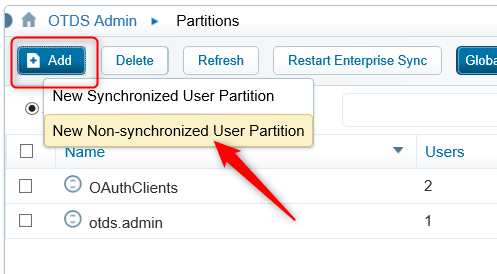 OTDS Admin Partitions
Add Delete Refresh Restart Enterprise Sync Globa
New Synchronized User Partition
New Non-synchronized User Partition
Name Users
OAuthClients 2
otds.admin 1